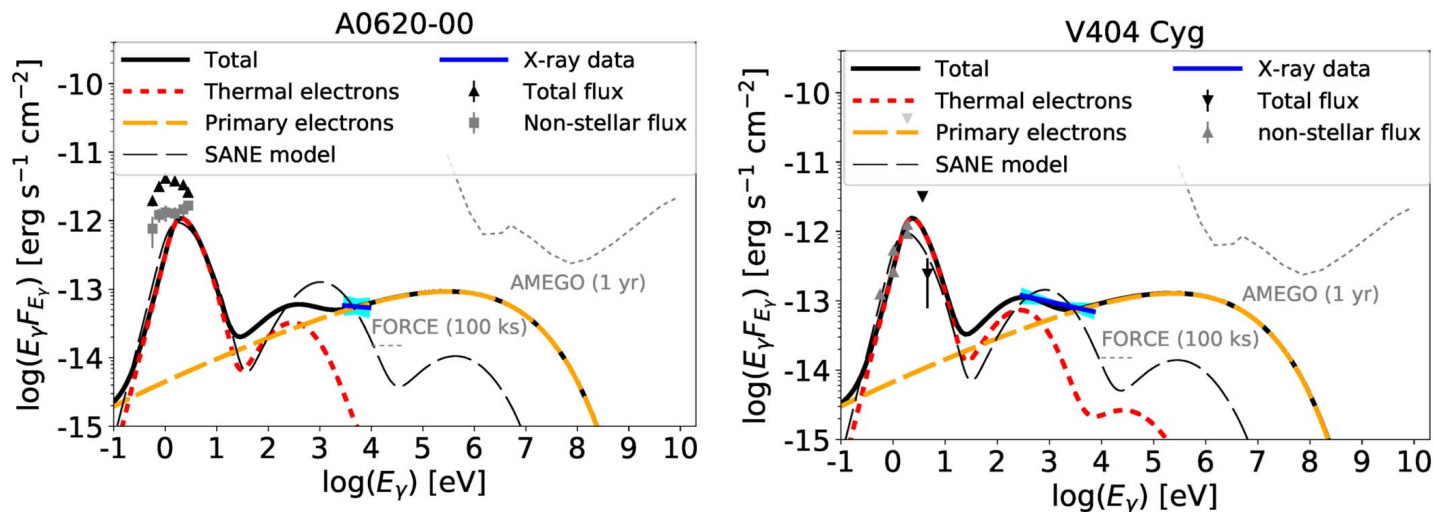 A0620-00
Total
Thermal electrons
Primary electrons
SANE model
X-ray data
Total flux
Non-stellar flux
AMEGO (1 yr)
FORCE (100 ks)
-10
-11
-12
-13
-14
-15
log(EγF_Eγ) [erg s⁻¹ cm⁻²]
-1 0 1 2 3 4 5 6 7 8 9 10
log(Eγ) [eV]
V404 Cyg
Total
Thermal electrons
Primary electrons
SANE model
X-ray data
Total flux
non-stellar flux
AMEGO (1 yr)
FORCE (100 ks)
-10
-11
-12
-13
-14
-15
log(EγF_Eγ) [erg s⁻¹ cm⁻²]
-1 0 1 2 3 4 5 6 7 8 9 10
log(Eγ) [eV]